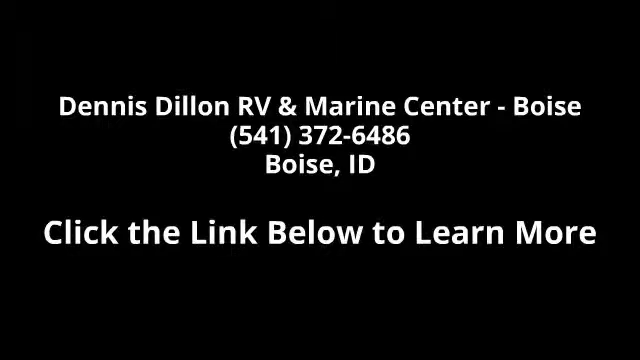 Dennis Dillon RV & Marine Center - Boise
(541) 372-6486
Boise, ID
Click the Link Below to Learn More